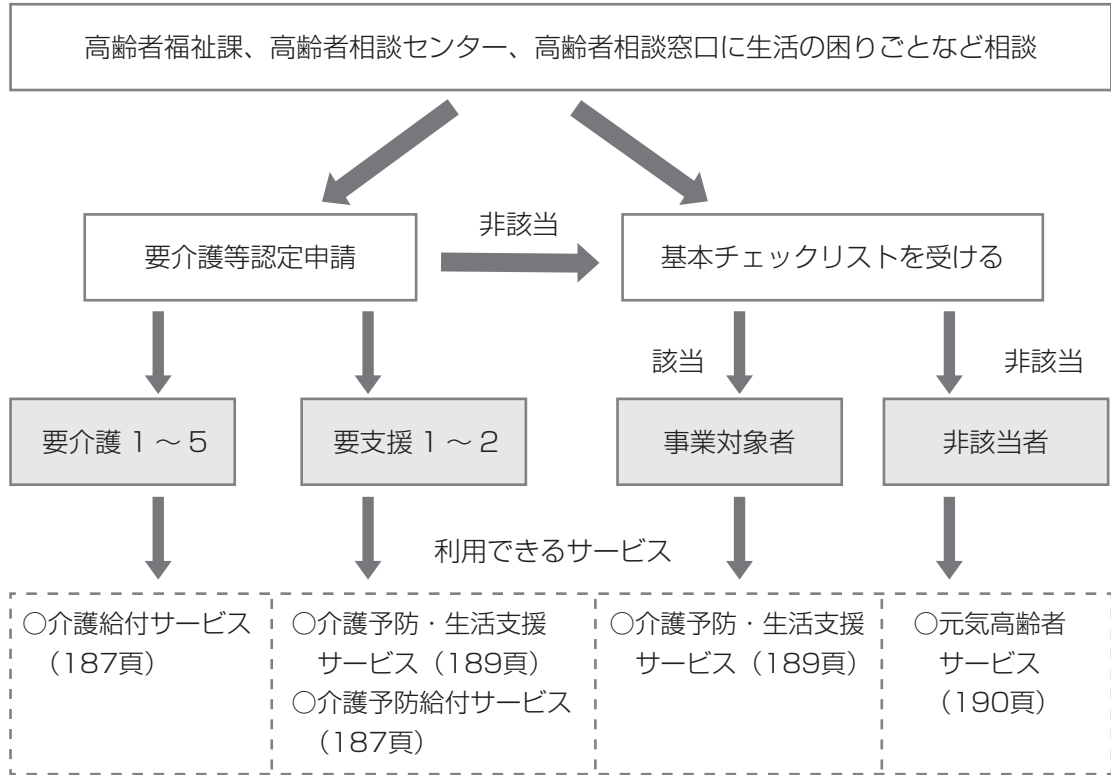 高齢者福祉課、高齢者相談センター、高齢者相談窓口に生活の困りごとなど相談
非該当
要介護等認定申請
基本チェックリストを受ける
該当
非該当
要介護 1 ～ 5
要支援 1 ～ 2
事業対象者
非該当者
利用できるサービス
○介護給付サービス
（187頁）
○介護予防・生活支援
サービス（189頁）
○介護予防給付サービス
（187頁）
○介護予防・生活支援
サービス（189頁）
○元気高齢者
サービス
（190頁）